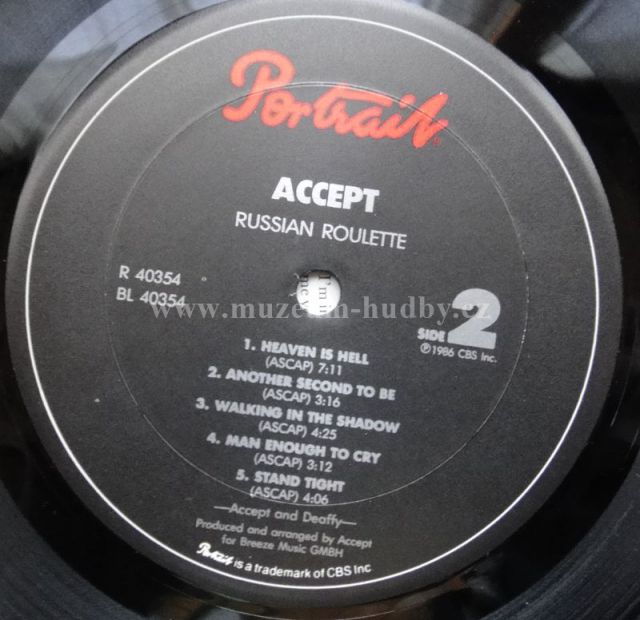 Portrait
ACCEPT
RUSSIAN ROULETTE
R 40354
BL 40354
www.muzeum-hudby.cz
SIDE 2
℗1986 CBS Inc.
1. HEAVEN IS HELL
(ASCAP) 7:11
2. ANOTHER SECOND TO BE
(ASCAP) 3:16
3. WALKING IN THE SHADOW
(ASCAP) 4:25
4. MAN ENOUGH TO CRY
(ASCAP) 3:12
5. STAND TIGHT
(ASCAP) 4:06
—Accept and Deaffy—
Produced and arranged by Accept
for Breeze Music GMBH
Portrait is a trademark of CBS Inc